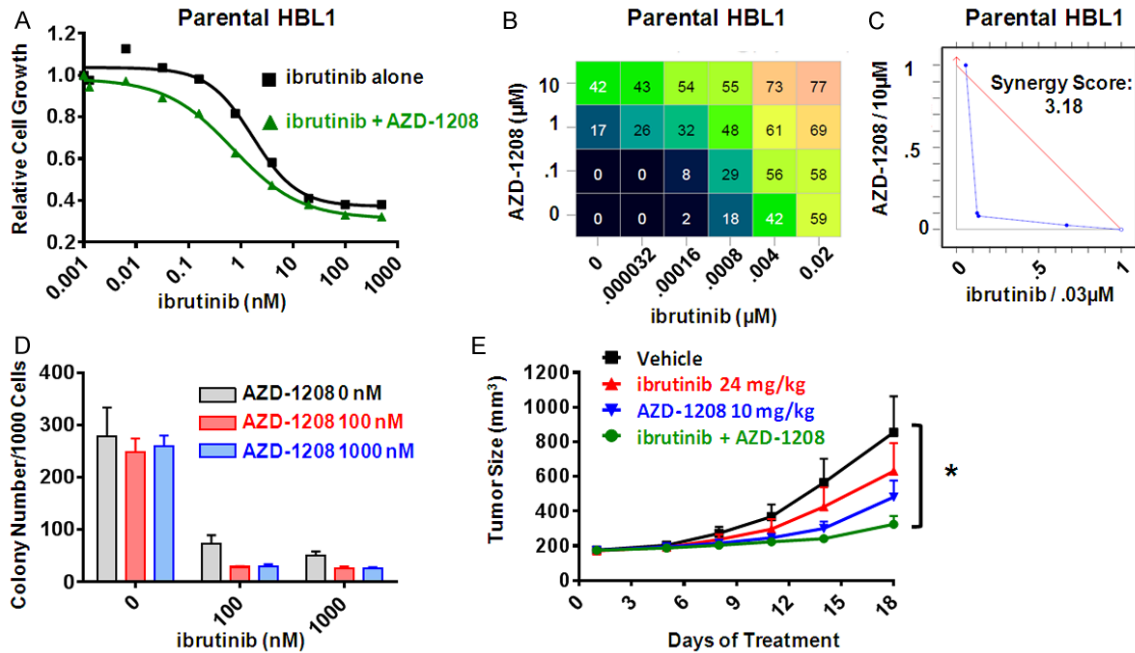 A
Parental HBL1
Relative Cell Growth
1.2
1.0
0.8
0.6
0.4
0.2
0.001
0.01
0.1
1
10
100
1000
ibrutinib (nM)
ibrutinib alone
ibrutinib + AZD-1208
B
Parental HBL1
AZD-1208 (µM)
10 42 43 54 55 73 77
1 17 26 32 48 61 69
.1 0 0 8 29 56 58
0 0 0 2 18 42 59
0 .000032 .00016 .0008 .004 .02
ibrutinib (µM)
C
Parental HBL1
Synergy Score:
3.18
AZD-1208 / 10µM
1
.5
0
0 .5 1
ibrutinib / .03µM
D
Colony Number/1000 Cells
400
300
200
100
0
AZD-1208 0 nM
AZD-1208 100 nM
AZD-1208 1000 nM
0 100 1000
ibrutinib (nM)
E
Vehicle
ibrutinib 24 mg/kg
AZD-1208 10 mg/kg
ibrutinib + AZD-1208
Tumor Size (mm³)
1200
1000
800
600
400
200
0
*
0 3 6 9 12 15 18
Days of Treatment